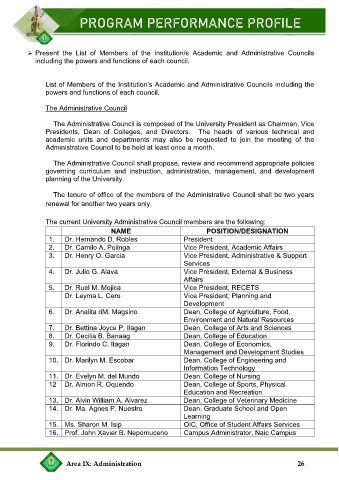 PROGRAM PERFORMANCE PROFILE
➢ Present the List of Members of the Institution/s Academic and Administrative Councils
including the powers and functions of each council.
List of Members of the Institution's Academic and Administrative Councils including the
powers and functions of each council.
The Administrative Council
The Administrative Council is composed of the University President as Chairman, Vice
Presidents, Dean of Colleges, and Directors. The heads of various technical and
academic units and departments may also be requested to join the meeting of the
Administrative Council to be held at least once a month.
The Administrative Council shall propose, review and recommend appropriate policies
governing curriculum and instruction, administration, management, and development
planning of the University.
The tenure of office of the members of the Administrative Council shall be two years
renewal for another two years only.
The current University Administrative Council members are the following:
NAME POSITION/DESIGNATION
1. Dr. Hernando D. Robles President
2. Dr. Camilo A. Polinga Vice President, Academic Affairs
3. Dr. Henry O. Garcia Vice President, Administrative & Support
Services
4. Dr. Julio G. Alava Vice President, External & Business
Affairs
5. Dr. Ruel M. Mojica Vice President, RECETS
Dr. Leyma L. Cero Vice President, Planning and
Development
6. Dr. Analita dM. Magsino Dean, College of Agriculture, Food,
Environment and Natural Resources
7. Dr. Bettina Joyce P. Ilagan Dean, College of Arts and Sciences
8. Dr. Cecilia B. Banaag Dean, College of Education
9. Dr. Florindo C. Ilagan Dean, College of Economics,
Management and Development Studies
10. Dr. Marilyn M. Escobar Dean, College of Engineering and
Information Technology
11. Dr. Evelyn M. del Mundo Dean, College of Nursing
12 Dr. Almon R. Oquendo Dean, College of Sports, Physical
Education and Recreation
13. Dr. Alvin William A. Alvarez Dean, College of Veterinary Medicine
14. Dr. Ma. Agnes P. Nuestro Dean, Graduate School and Open
Learning
15. Ms. Sharon M. Isip OIC, Office of Student Affairs Services
16. Prof. John Xavier B. Nepomuceno Campus Administrator, Naic Campus
Area IX: Administration 26